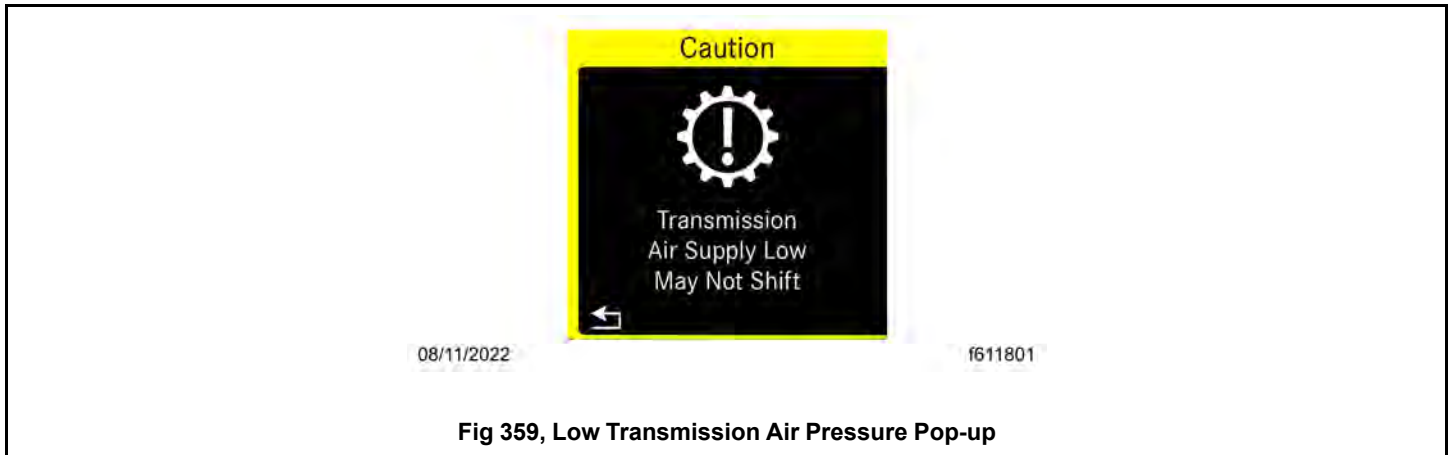 Caution
Transmission
Air Supply Low
May Not Shift
08/11/2022 f611801
Fig 359, Low Transmission Air Pressure Pop-up